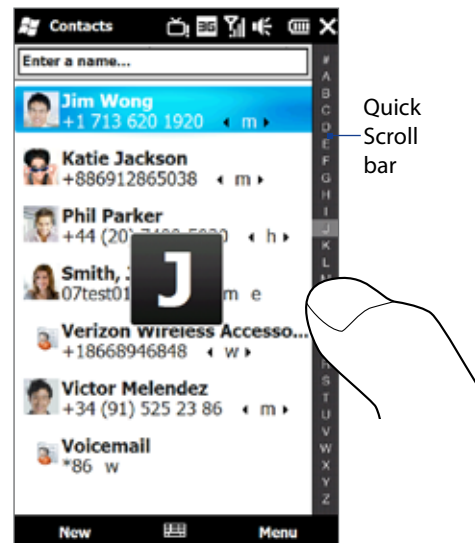 Contacts
3G
Enter a name...
Jim Wong
+1 713 620 1920 m
Katie Jackson
+886912865038 m
Phil Parker
+44 (20) h
Smith,
07test01 m e
Verizon Wireless Accesso...
+18668946848 w
Victor Melendez
+34 (91) 525 23 86 m
Voicemail
*86 w
New
Menu
J
#
A
B
C
D
E
F
G
H
I
J
K
L
R
S
T
U
V
W
X
Y
Z
Quick
Scroll
bar